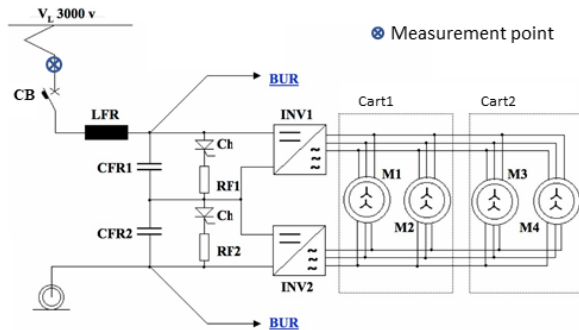 V_L 3000 v
Measurement point
BUR
CB
LFR
INV1
Cart1
Cart2
Ch
CFR1
RF1
M1
M3
Ch
M2
M4
CFR2
RF2
INV2
BUR